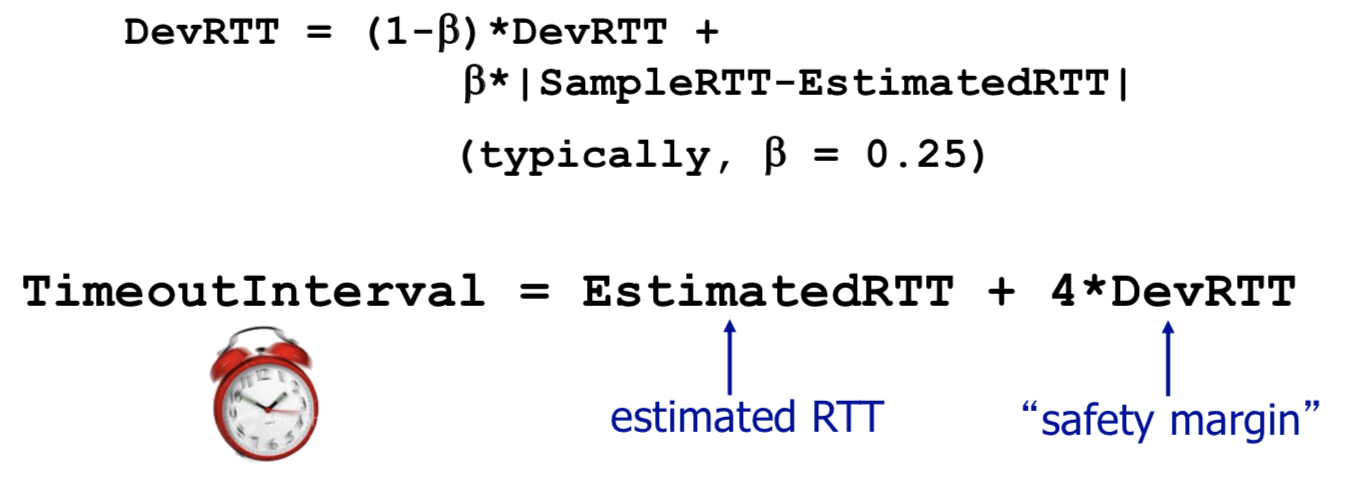 DevRTT = (1-β)*DevRTT +
β*|SampleRTT-EstimatedRTT|
(typically, β = 0.25)
TimeoutInterval = EstimatedRTT + 4*DevRTT
estimated RTT
“safety margin”